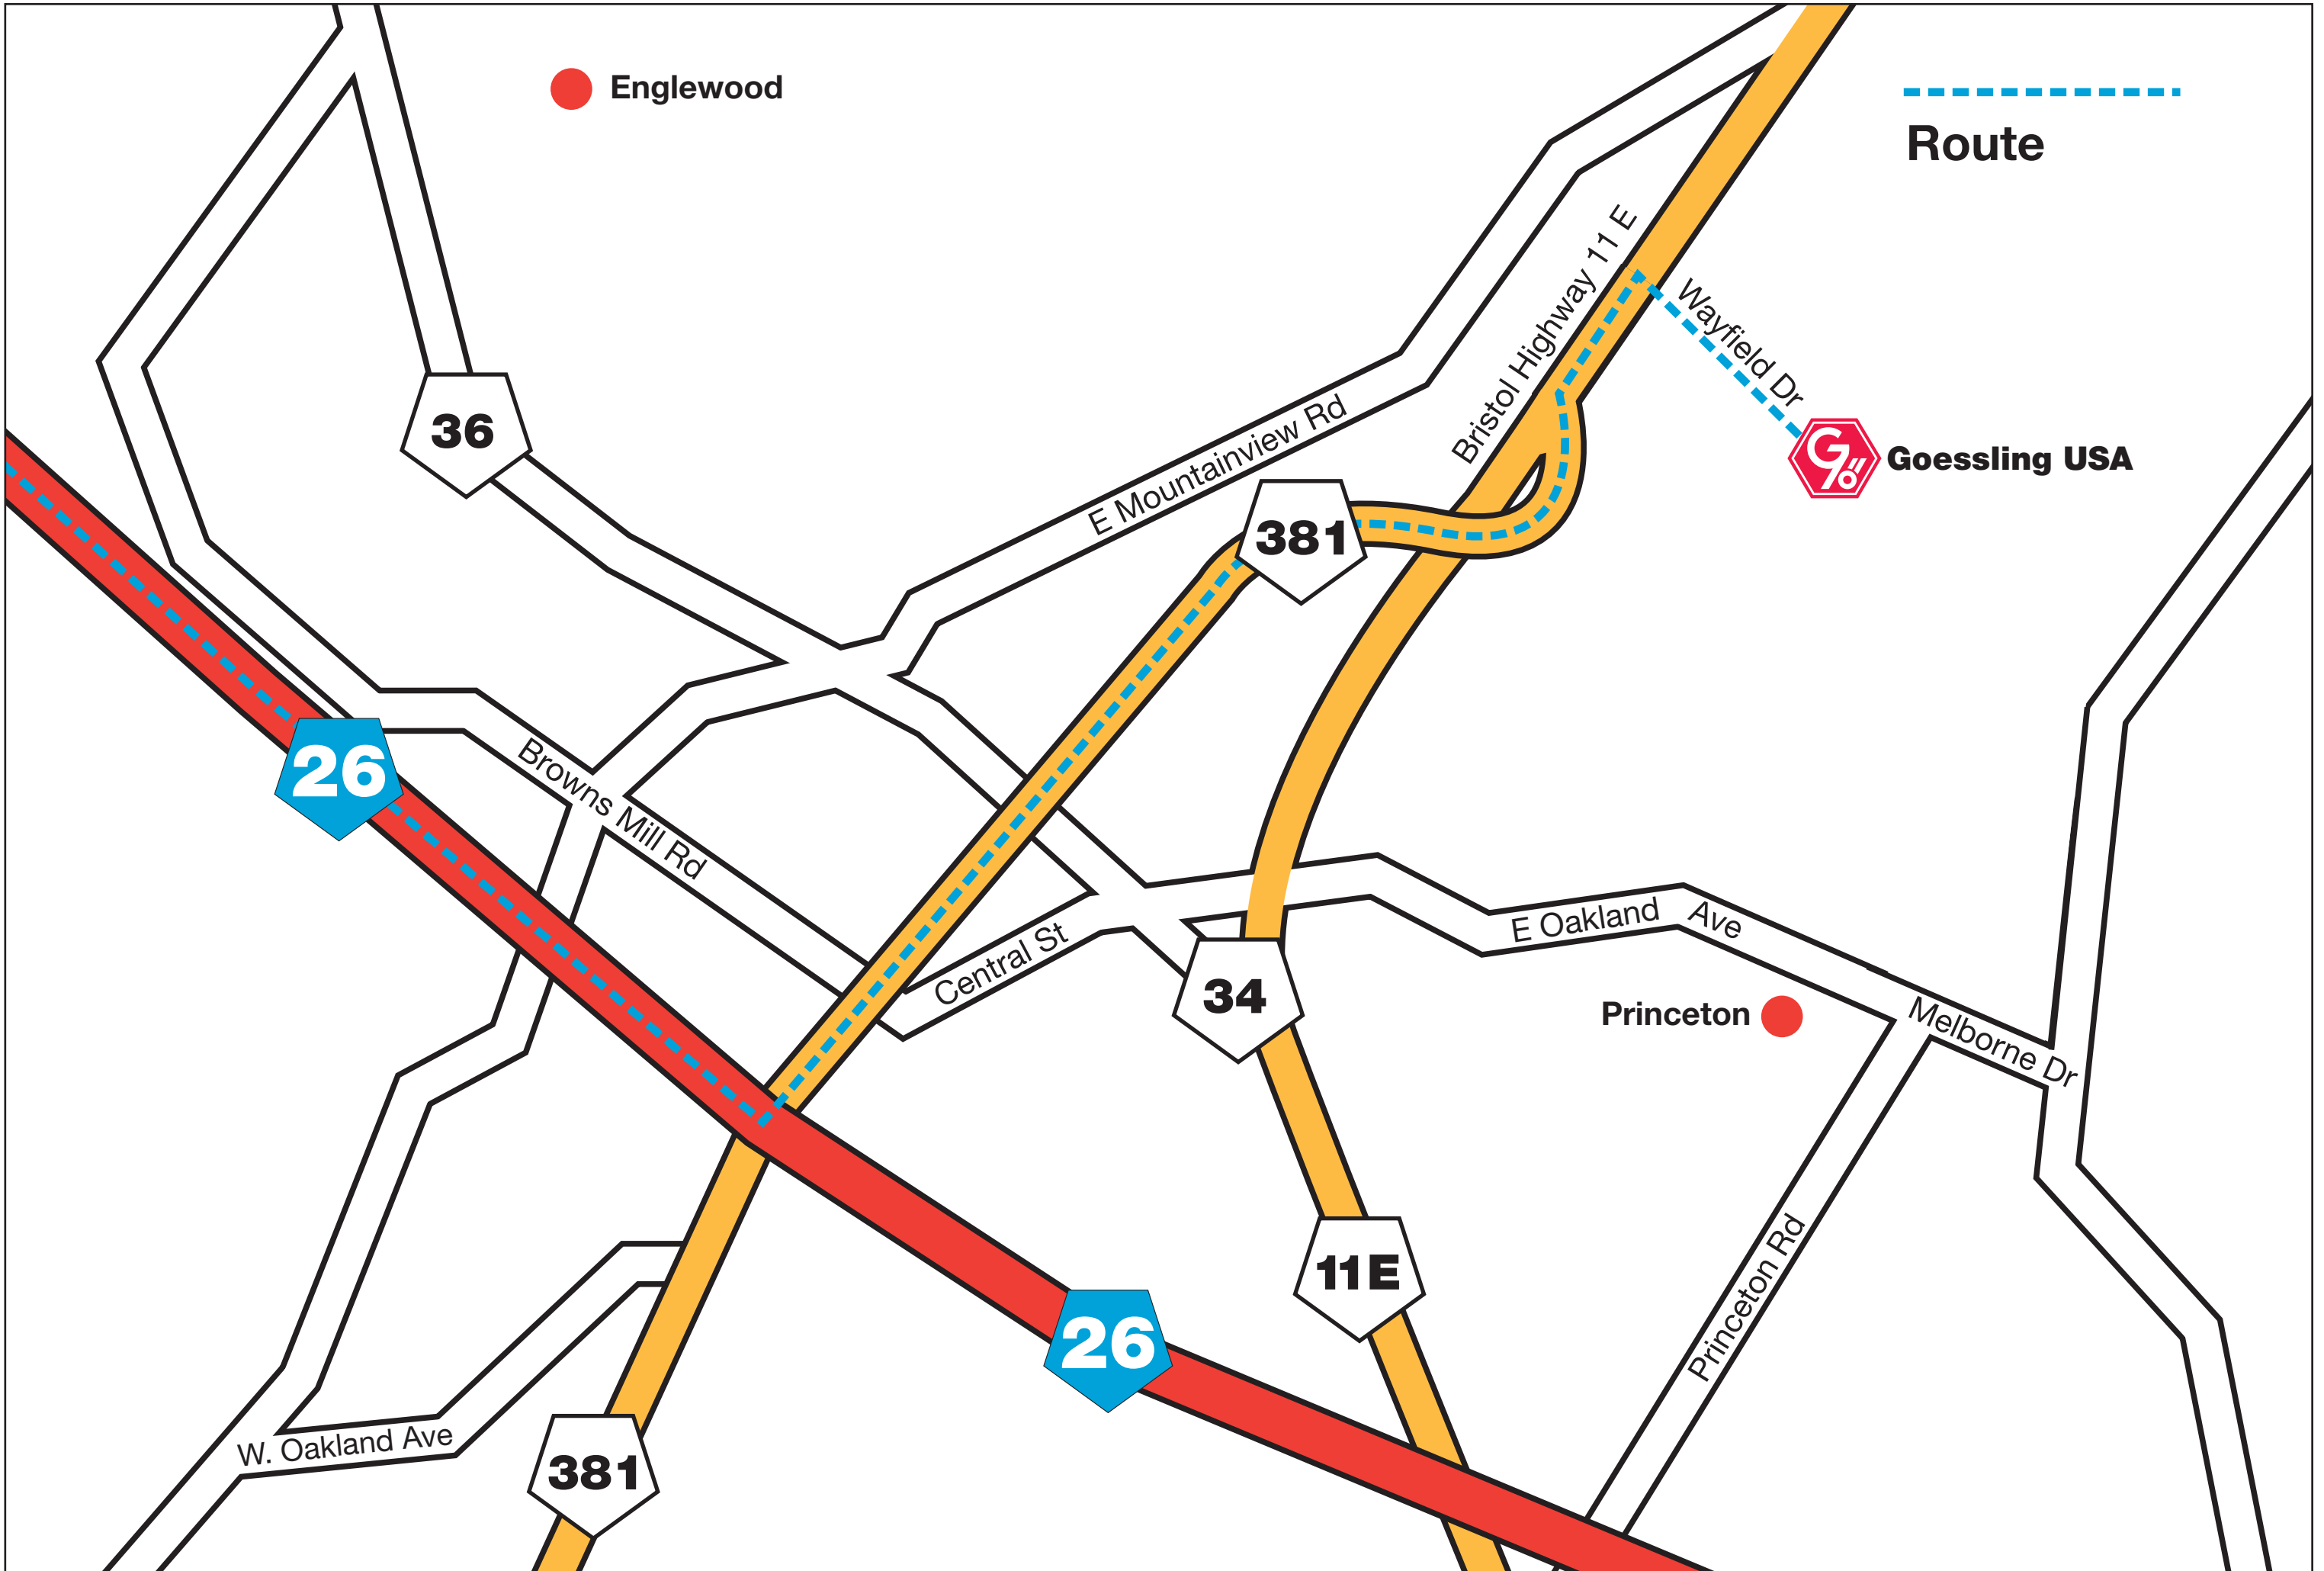 Englewood
Route
Bristol Highway 11 E
Wayfield Dr
36
E Mountainview Rd
Goessling USA
G
381
26
Browns Mill Rd
Central St
E Oakland Ave
34
Princeton
Melborne Dr
11E
Princeton Rd
26
W. Oakland Ave
381